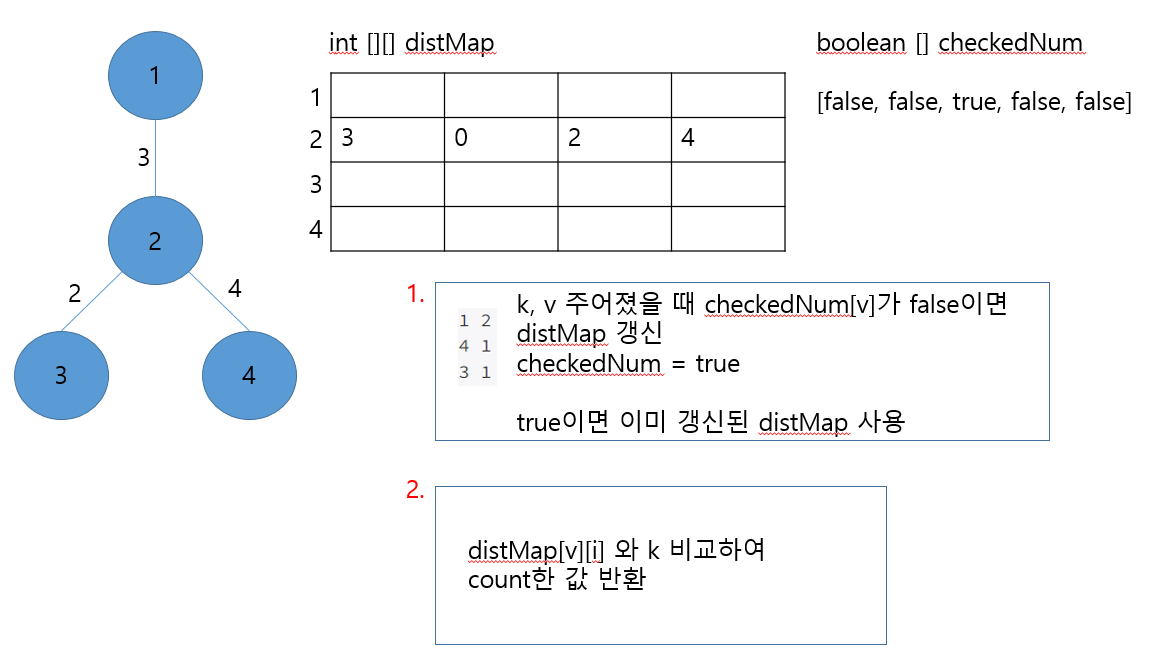 1
3
2
2
4
3
4
int [][] distMap
1
2 3 0 2 4
3
4
boolean [] checkedNum
[false, false, true, false, false]
1.
1 2
4 1
3 1
k, v 주어졌을 때 checkedNum[v]가 false이면
distMap 갱신
checkedNum = true
true이면 이미 갱신된 distMap 사용
2.
distMap[v][i] 와 k 비교하여
count한 값 반환